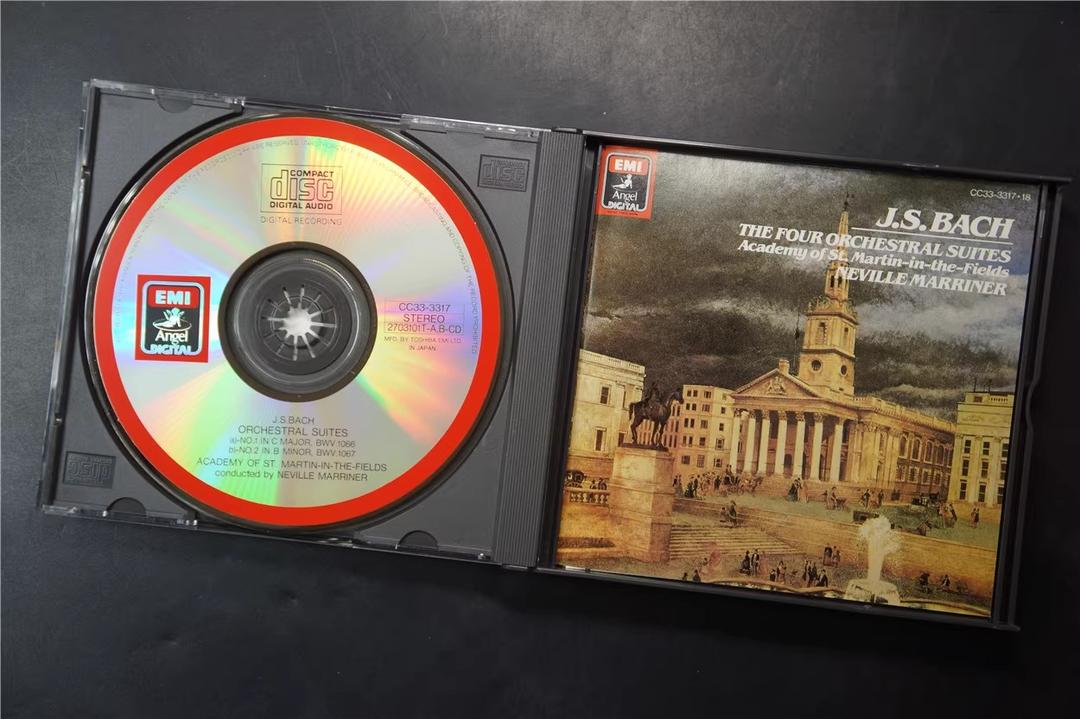 COMPACT
disc
DIGITAL AUDIO
DIGITAL RECORDING
EMI
Angel
DIGITAL
CC33-3317
STEREO
2703101T-A,B-CD
MFD. BY TOSHIBA EMI LTD.
IN JAPAN
J.S.BACH
ORCHESTRAL SUITES
a)-NO.1 IN C MAJOR, BWV.1066
b)-NO.2 IN B MINOR, BWV.1067
ACADEMY OF ST. MARTIN-IN-THE-FIELDS
conducted by NEVILLE MARRINER
EMI
Angel
DIGITAL
CC33-3317•18
J.S. BACH
THE FOUR ORCHESTRAL SUITES
Academy of St. Martin-in-the-Fields
NEVILLE MARRINER